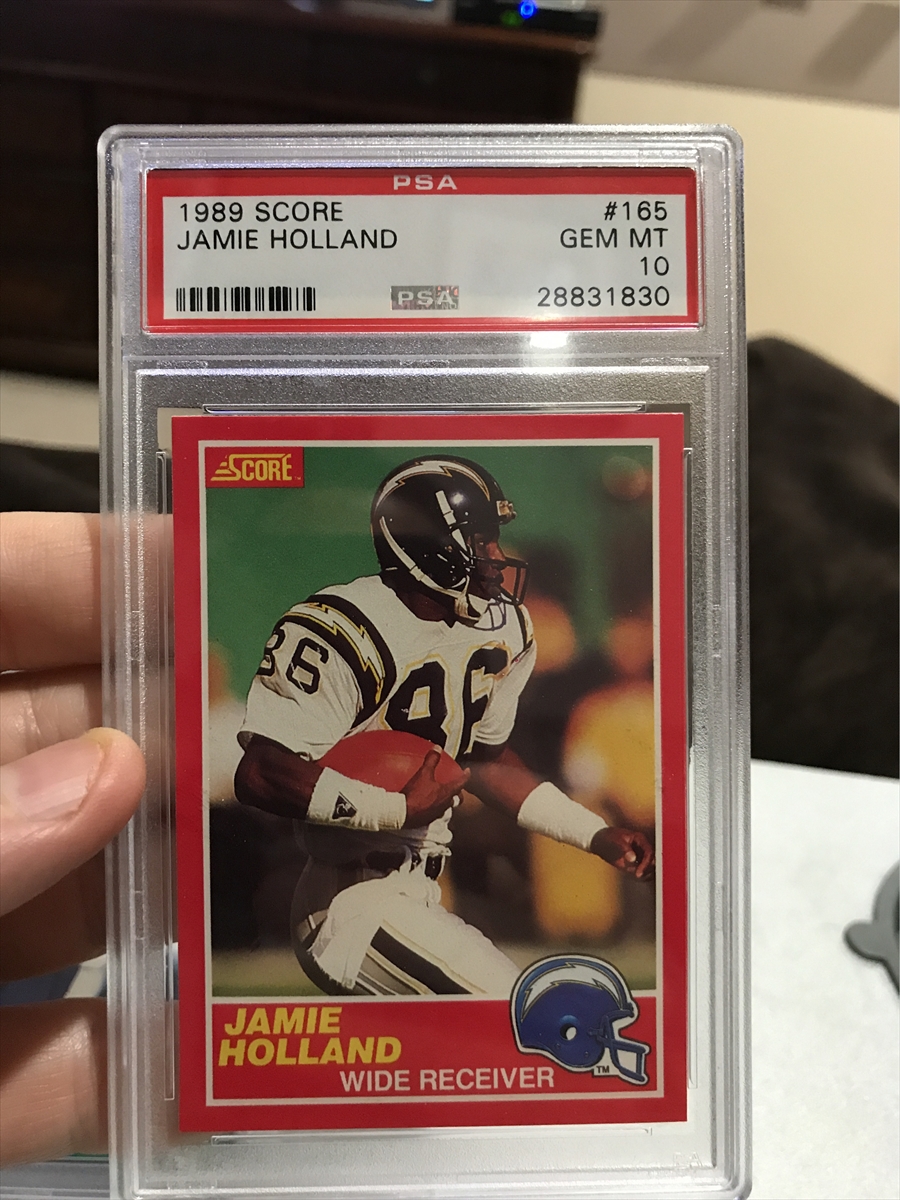 PSA
1989 SCORE #165
JAMIE HOLLAND GEM MT
10
PSA 28831830
SCORE
86
86
JAMIE
HOLLAND
WIDE RECEIVER
TM